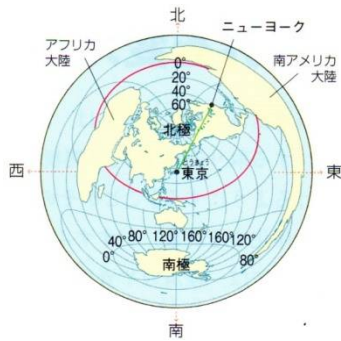 北
ニューヨーク
アフリカ
大陸
南アメリカ
大陸
0°
20°
40°
60°
北極
西
とうきょう
東京
東
40° 80° 120° 160° 160° 120°
0°
80°
南極
南